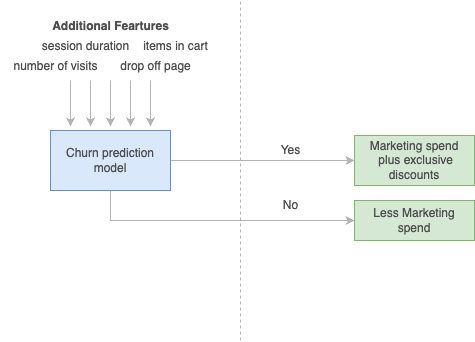 Additional Feartures
session duration items in cart
number of visits drop off page
Churn prediction
model
Yes
Marketing spend
plus exclusive
discounts
No
Less Marketing
spend